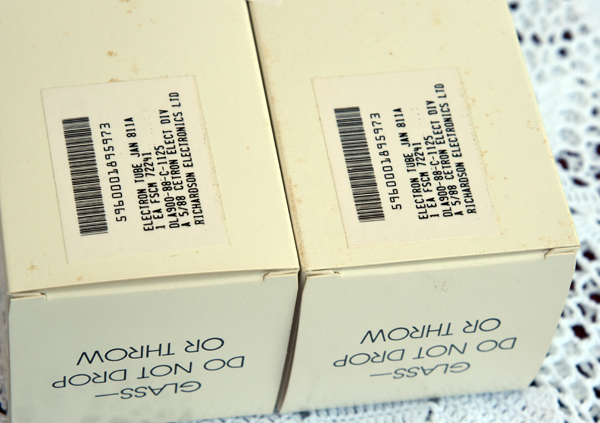 5960001895973
ELECTRON TUBE JAN 811A
1 EA FSCM 72241
DLA900-88-C-1125
A 5/88 CETRON ELECT DIV
RICHARDSON ELECTRONICS LTD
GLASS—
DO NOT DROP
OR THROW
5960001895973
ELECTRON TUBE JAN 811A
1 EA FSCM 72241
DLA900-88-C-1125
A 5/88 CETRON ELECT DIV
RICHARDSON ELECTRONICS LTD
GLASS—
DO NOT DROP
OR THROW